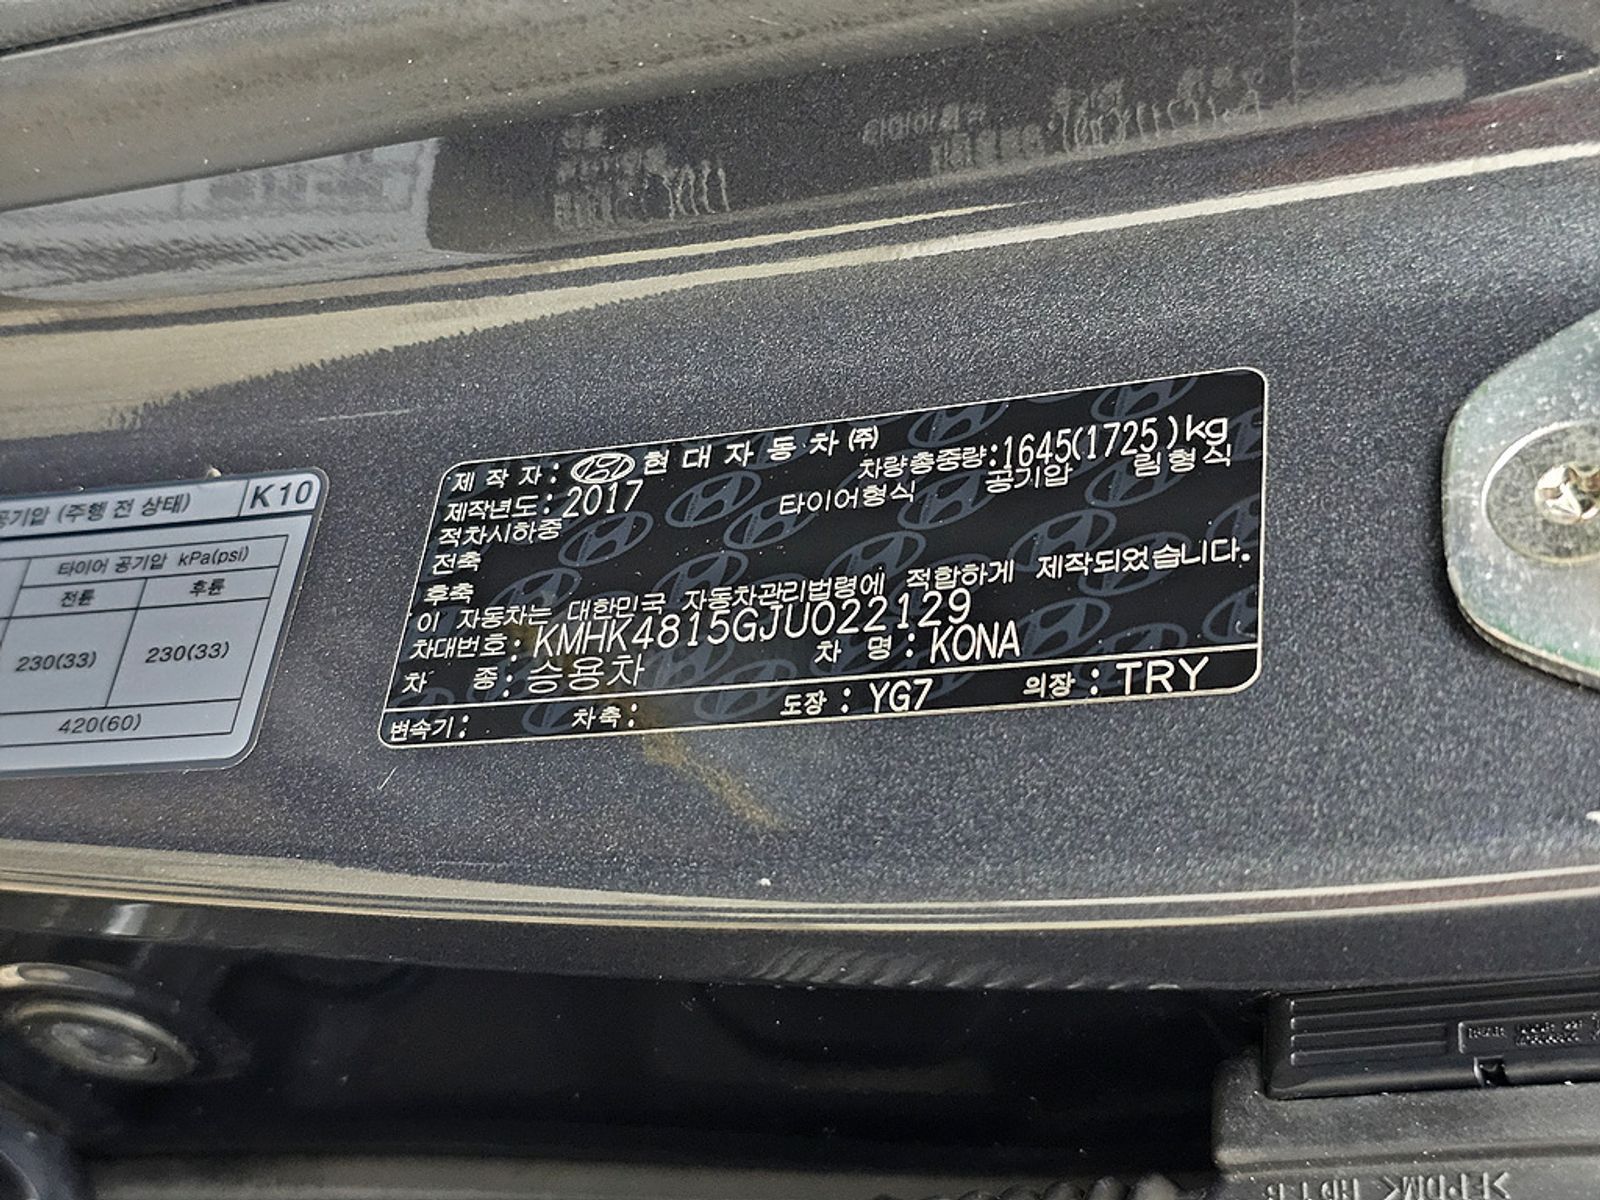 공기압 (주행 전 상태) K10
타이어 공기압 kPa(psi)
전륜 후륜
230(33) 230(33)
420(60)
제 작 자 : 현 대 자 동 차 ㈜
차량총중량:1645(1725)kg
제작년도: 2017
타이어형식 공기압 림형식
적차시하중
전축
후축
이 자동차는 대한민국 자동차관리법령에 적합하게 제작되었습니다.
차대번호: KMHK4815GJU022129
차 종: 승용차 차 명: KONA
변속기: 차축: 도장: YG7 의장: TRY